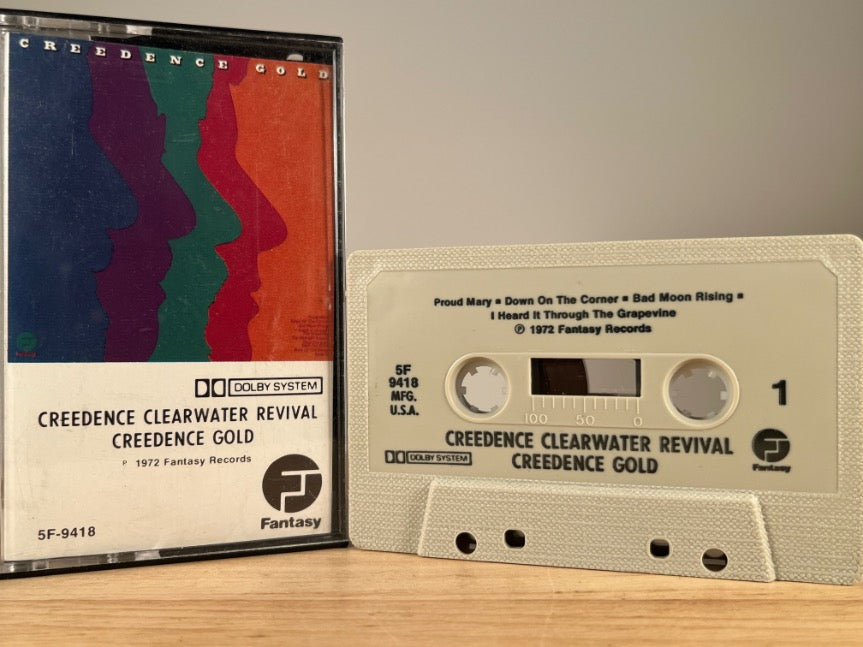 CREEDENCE GOLD
Fantasy
DOLBY SYSTEM
CREEDENCE CLEARWATER REVIVAL
CREEDENCE GOLD
℗ 1972 Fantasy Records
Fantasy
5F-9418
Proud Mary ▪ Down On The Corner ▪ Bad Moon Rising ▪
I Heard It Through The Grapevine
℗ 1972 Fantasy Records
5F
9418
MFG.
U.S.A.
100 50 0
1
CREEDENCE CLEARWATER REVIVAL
DOLBY SYSTEM
CREEDENCE GOLD
Fantasy